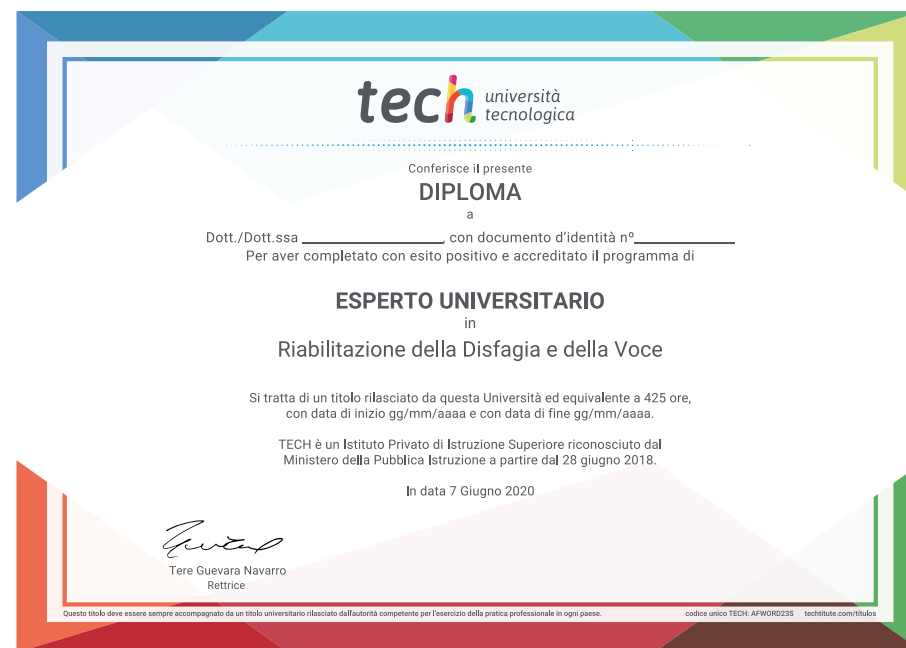 tech università
tecnologica
Conferisce il presente
DIPLOMA
a
Dott./Dott.ssa ____________________, con documento d'identità nº______________
Per aver completato con esito positivo e accreditato il programma di
ESPERTO UNIVERSITARIO
in
Riabilitazione della Disfagia e della Voce
Si tratta di un titolo rilasciato da questa Università ed equivalente a 425 ore,
con data di inizio gg/mm/aaaa e con data di fine gg/mm/aaaa.
TECH è un Istituto Privato di Istruzione Superiore riconosciuto dal
Ministero della Pubblica Istruzione a partire dal 28 giugno 2018.
In data 7 Giugno 2020
Tere Guevara Navarro
Rettrice
Questo titolo deve essere sempre accompagnato da un titolo universitario rilasciato dall'autorità competente per l'esercizio della pratica professionale in ogni paese. codice unico TECH: AFWORD23S techtitute.com/titulos